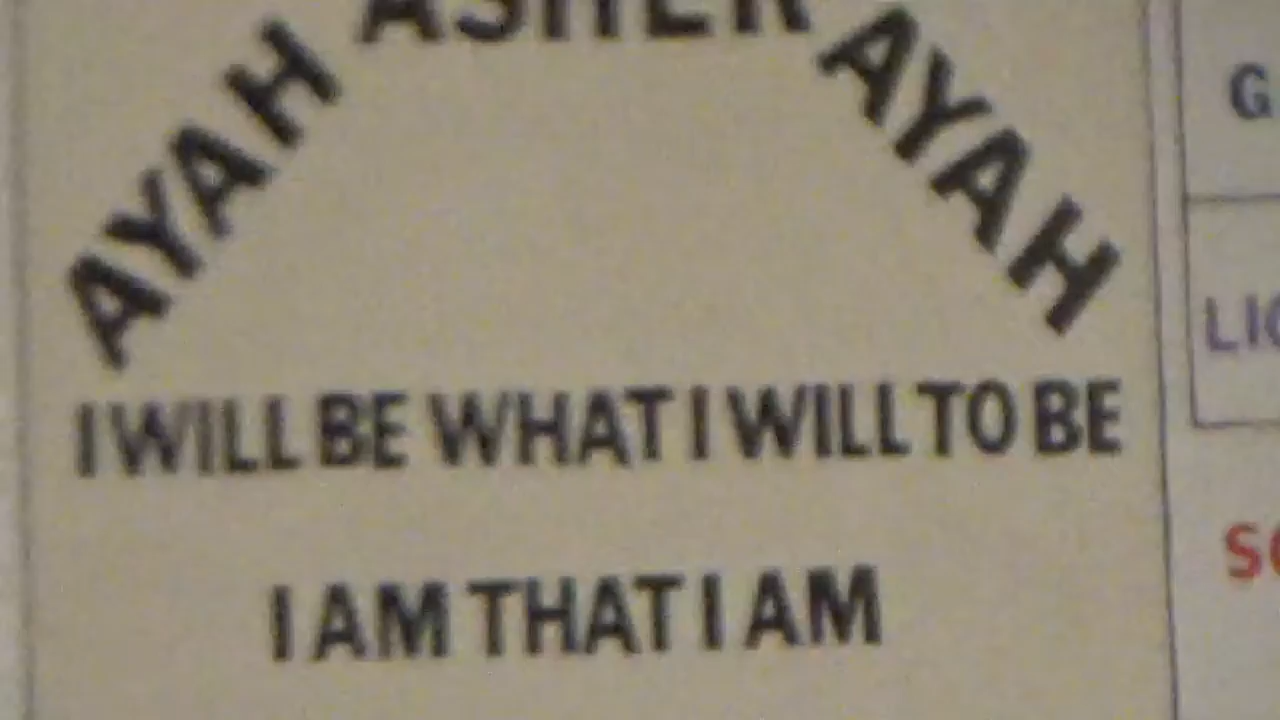 AYAH ASHER AYAH
I WILL BE WHAT I WILL TO BE
I AM THAT I AM
G